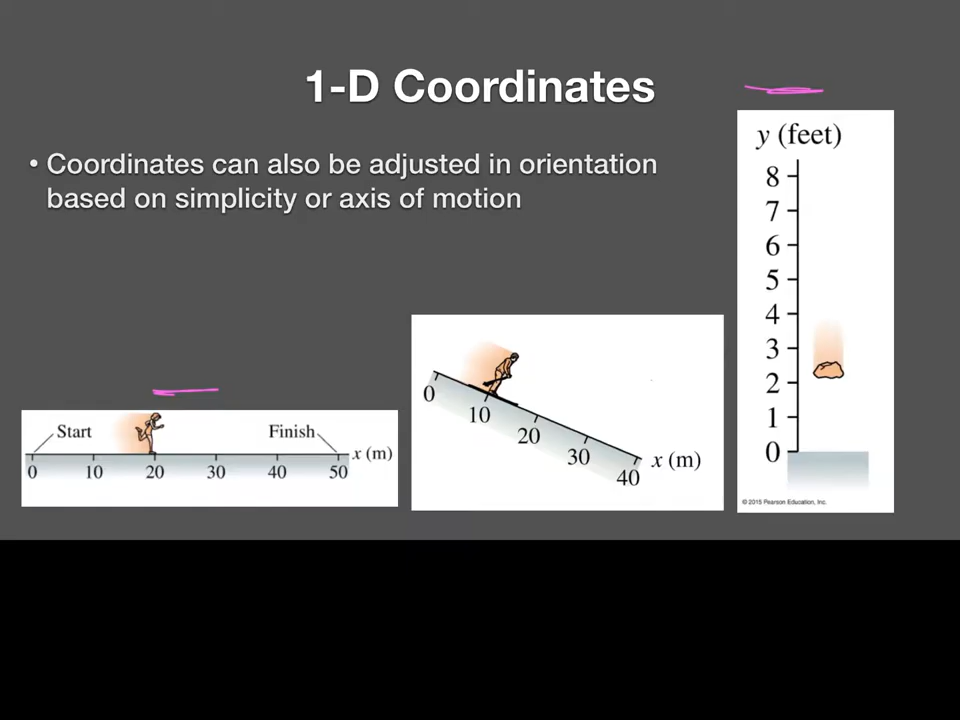 1-D Coordinates
• Coordinates can also be adjusted in orientation
based on simplicity or axis of motion
Start
Finish
x (m)
0 10 20 30 40 50
0
10
20
30
40
x (m)
y (feet)
8
7
6
5
4
3
2
1
0
© 2015 Pearson Education, Inc.